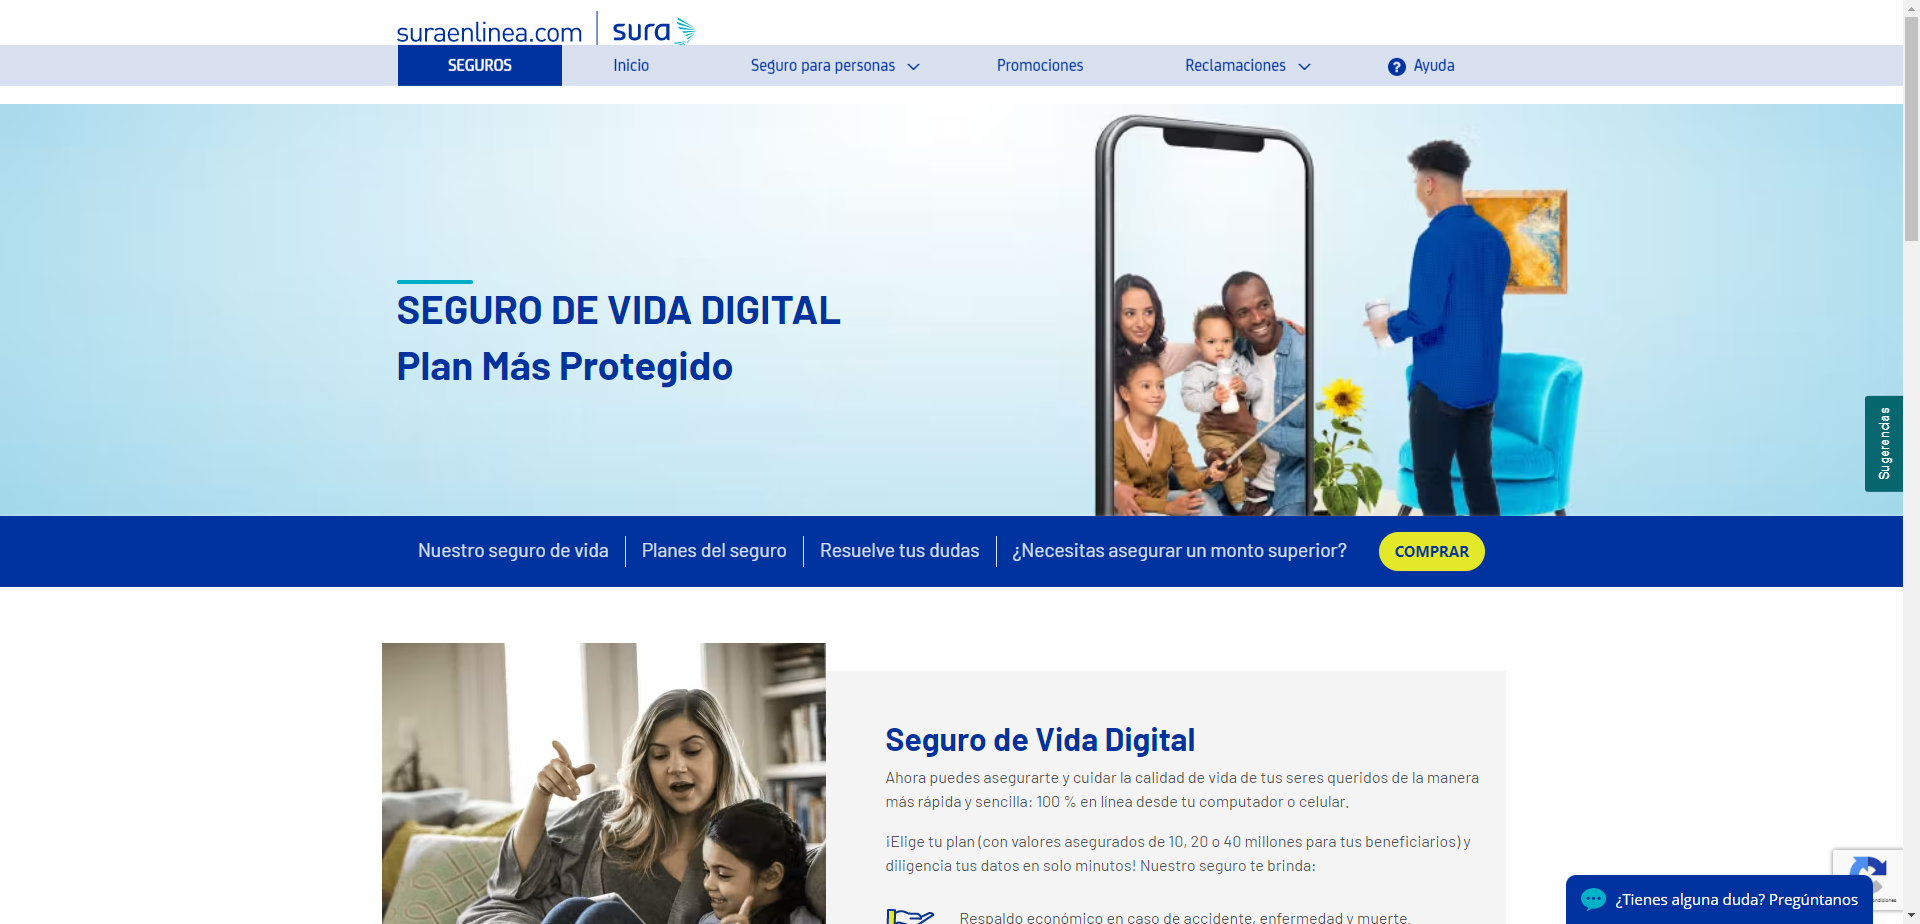 suraenlinea.com
sura
SEGUROS
Inicio
Seguro para personas
Promociones
Reclamaciones
? Ayuda
SEGURO DE VIDA DIGITAL
Plan Más Protegido
Sugerencias
Nuestro seguro de vida
Planes del seguro
Resuelve tus dudas
¿Necesitas asegurar un monto superior?
COMPRAR
Seguro de Vida Digital
Ahora puedes asegurarte y cuidar la calidad de vida de tus seres queridos de la manera
más rápida y sencilla: 100 % en línea desde tu computador o celular.
¡Elige tu plan (con valores asegurados de 10, 20 o 40 millones para tus beneficiarios) y
diligencia tus datos en solo minutos! Nuestro seguro te brinda:
Respaldo económico en caso de accidente, enfermedad y muerte.
¿Tienes alguna duda? Pregúntanos